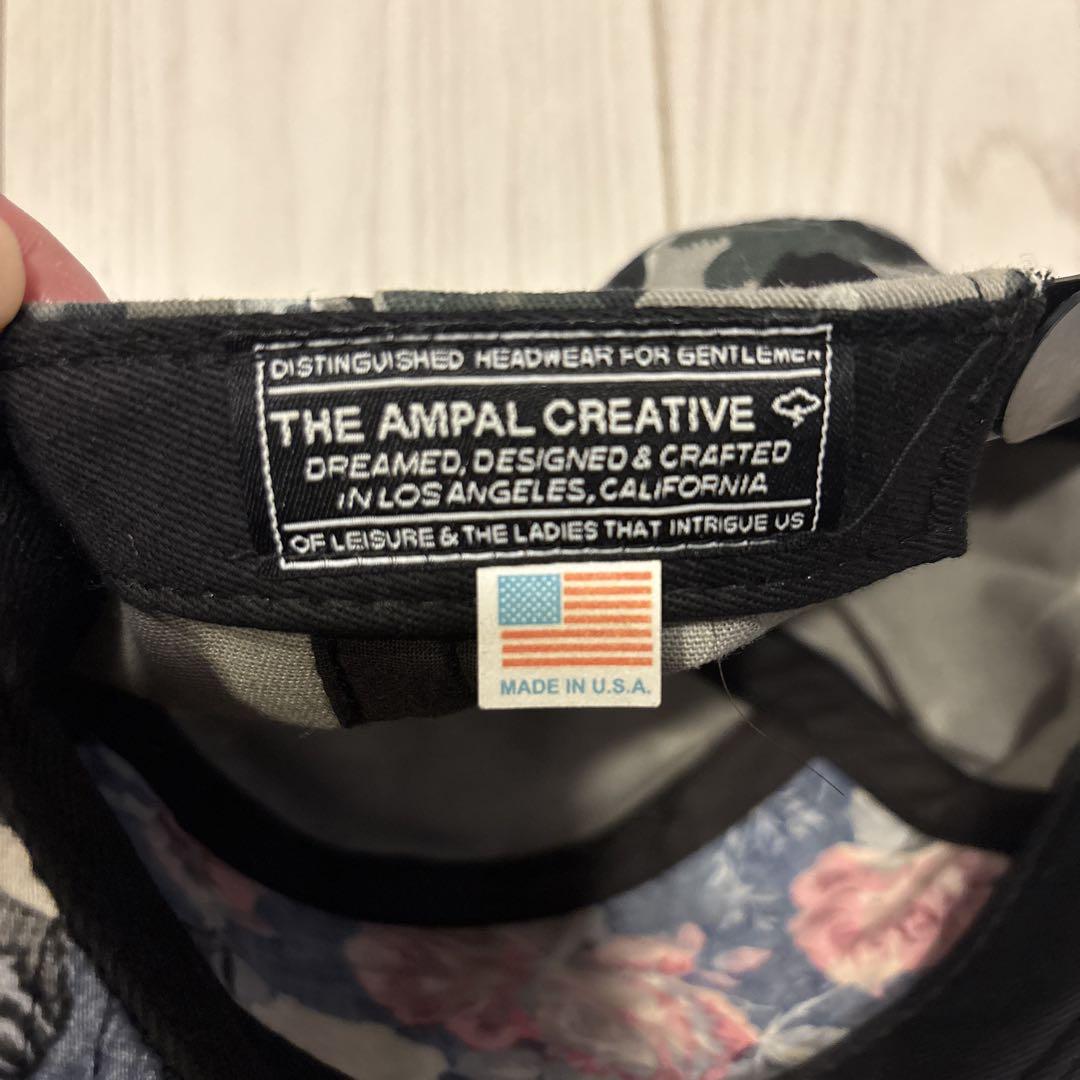 DISTINGUISHED HEADWEAR FOR GENTLEMEN
THE AMPAL CREATIVE
DREAMED, DESIGNED & CRAFTED
IN LOS ANGELES, CALIFORNIA
OF LEISURE & THE LADIES THAT INTRIGUE US
MADE IN U.S.A.